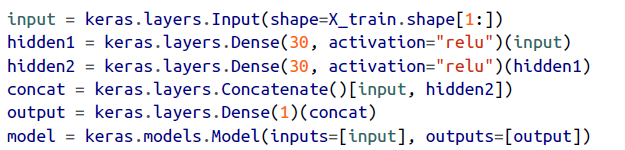 input = keras.layers.Input(shape=X_train.shape[1:])
hidden1 = keras.layers.Dense(30, activation="relu")(input)
hidden2 = keras.layers.Dense(30, activation="relu")(hidden1)
concat = keras.layers.Concatenate()[input, hidden2])
output = keras.layers.Dense(1)(concat)
model = keras.models.Model(inputs=[input], outputs=[output])